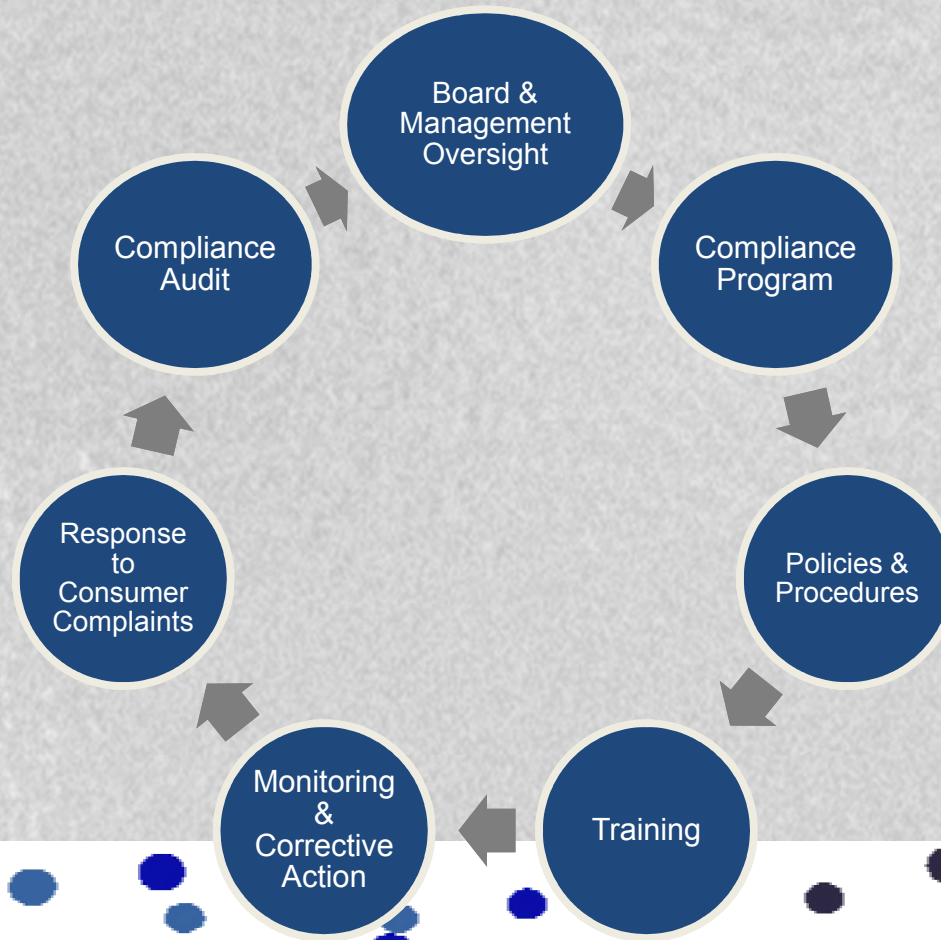 Board &
Management
Oversight
Compliance
Program
Policies &
Procedures
Training
Monitoring
&
Corrective
Action
Response
to
Consumer
Complaints
Compliance
Audit